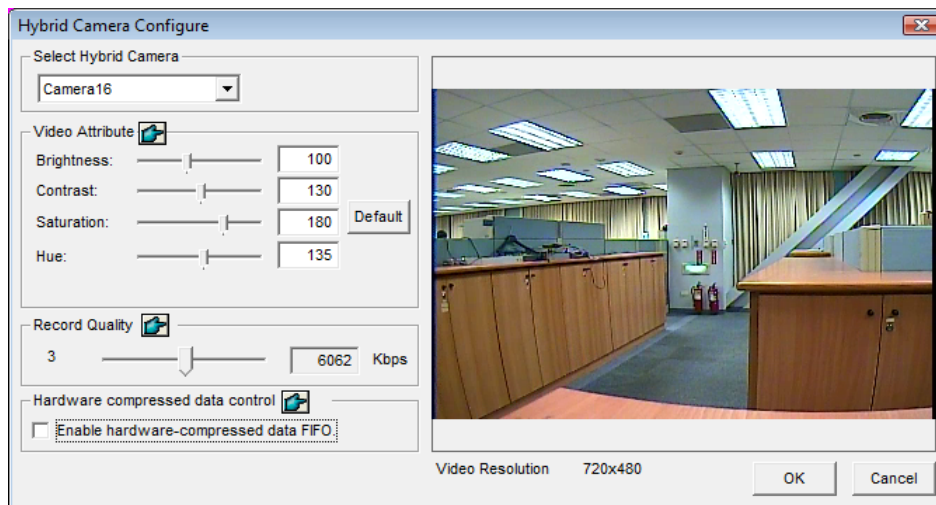 Hybrid Camera Configure
Select Hybrid Camera
Camera16
Video Attribute
Brightness: 100
Contrast: 130
Saturation: 180
Default
Hue: 135
Record Quality
3 6062 Kbps
Hardware compressed data control
Enable hardware-compressed data FIFO.
Video Resolution 720x480
OK Cancel